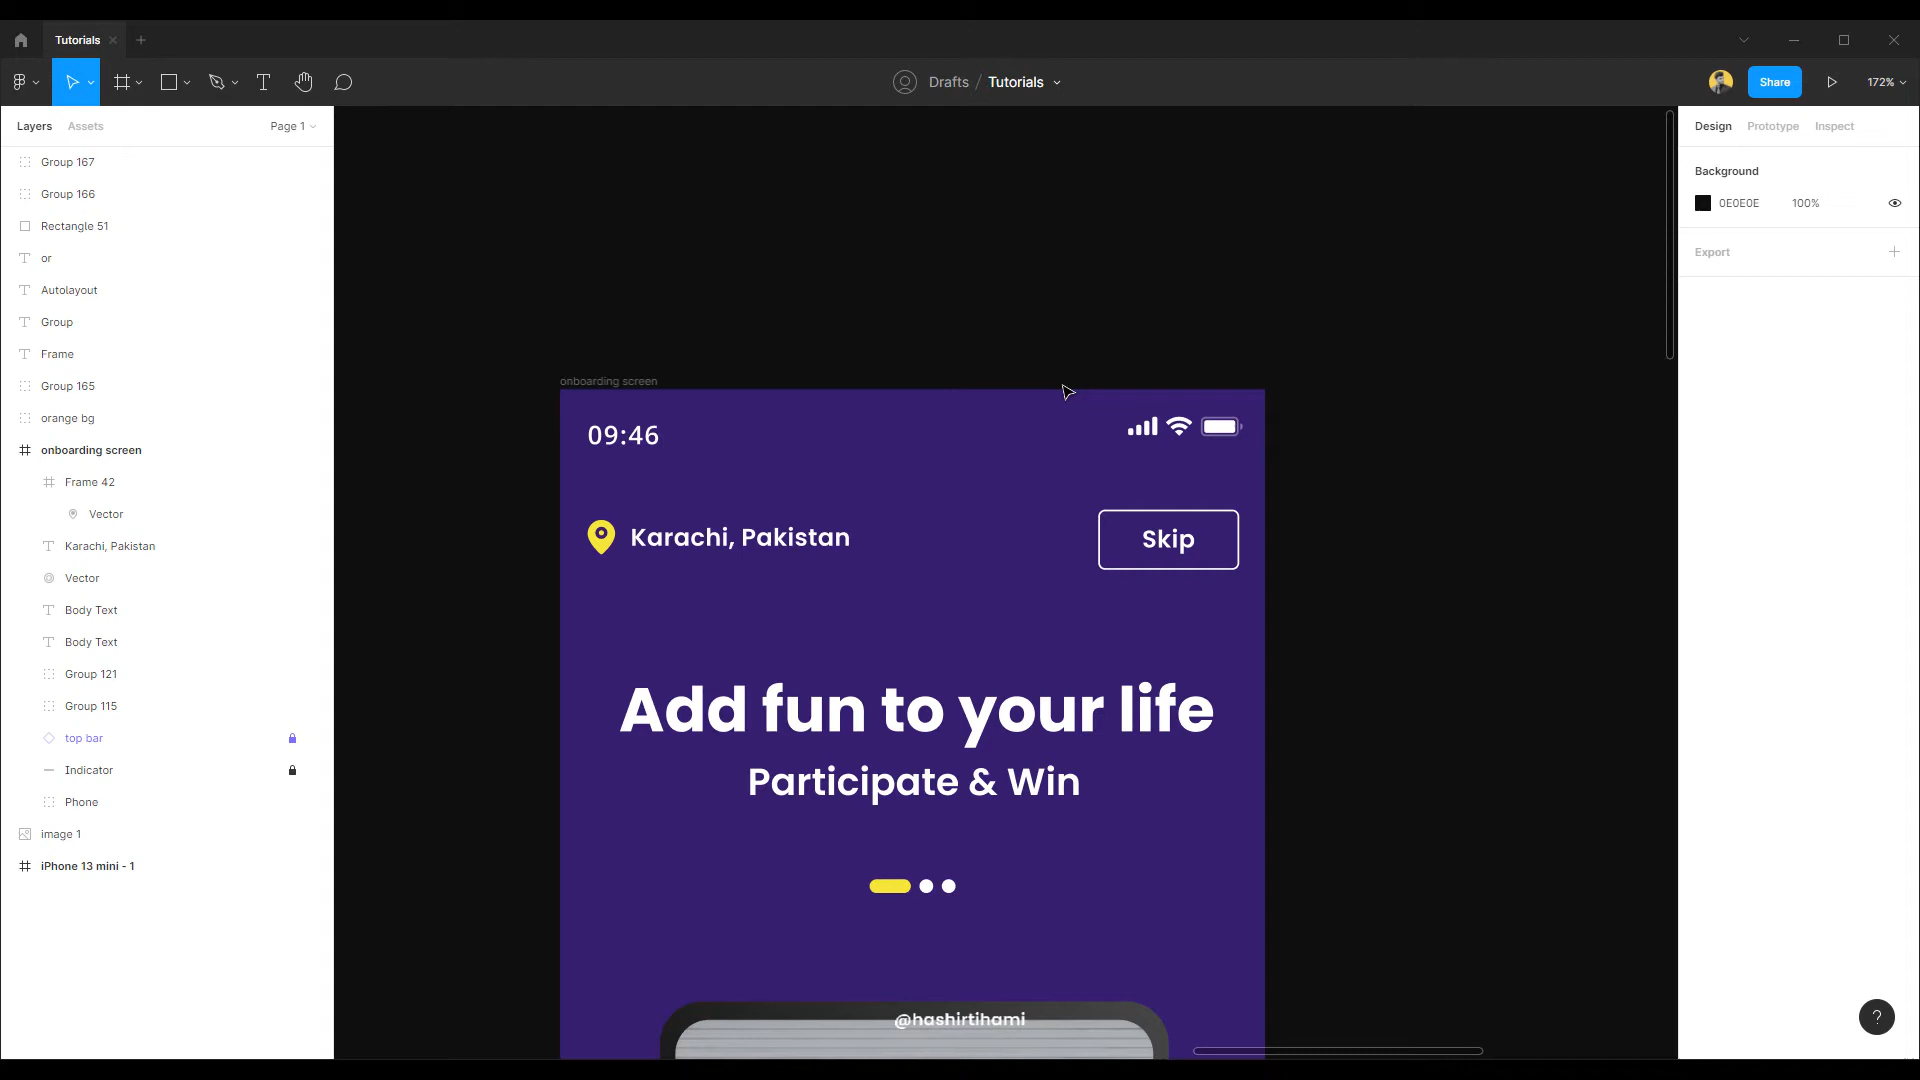 Tutorials
Drafts / Tutorials
Share
172%
Layers
Assets
Page 1
Group 167
Group 166
Rectangle 51
or
Autolayout
Group
Frame
Group 165
orange bg
onboarding screen
Frame 42
Vector
Karachi, Pakistan
Vector
Body Text
Body Text
Group 121
Group 115
top bar
Indicator
Phone
image 1
iPhone 13 mini - 1
onboarding screen
09:46
Karachi, Pakistan
Skip
Add fun to your life
Participate & Win
@hashirtihami
Design
Prototype
Inspect
Background
0E0E0E
100%
Export
?